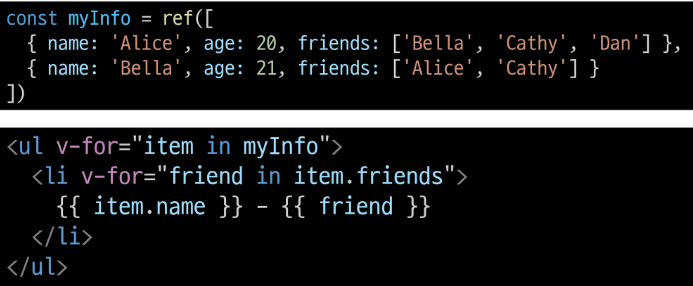 const myInfo = ref([
  { name: 'Alice', age: 20, friends: ['Bella', 'Cathy', 'Dan'] },
  { name: 'Bella', age: 21, friends: ['Alice', 'Cathy'] }
])
<ul v-for="item in myInfo">
  <li v-for="friend in item.friends">
    {{ item.name }} - {{ friend }}
  </li>
</ul>